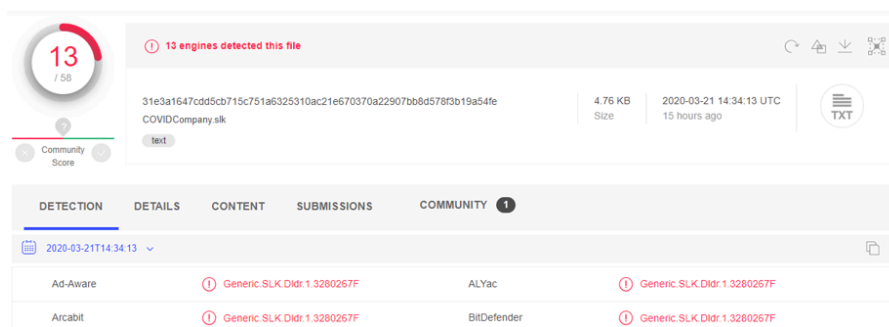 13
/ 58
13 engines detected this file
31e3a1647cdd5cb715c751a6325310ac21e670370a22907bb8d578f3b19a54fe
COVIDCompany.slk
text
4.76 KB
Size
2020-03-21 14:34:13 UTC
15 hours ago
TXT
?
Community
Score
DETECTION DETAILS CONTENT SUBMISSIONS COMMUNITY 1
2020-03-21T14:34:13
Ad-Aware Generic.SLK.Dldr.1.3280267F ALYac Generic.SLK.Dldr.1.3280267F
Arcabit Generic.SLK.Dldr.1.3280267F BitDefender Generic.SLK.Dldr.1.3280267F